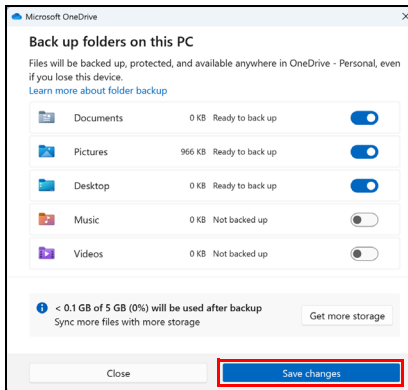 Microsoft OneDrive
Back up folders on this PC
Files will be backed up, protected, and available anywhere in OneDrive - Personal, even
if you lose this device.
Learn more about folder backup
Documents 0 KB Ready to back up
Pictures 966 KB Ready to back up
Desktop 0 KB Ready to back up
Music 0 KB Not backed up
Videos 0 KB Not backed up
< 0.1 GB of 5 GB (0%) will be used after backup
Sync more files with more storage
Get more storage
Close Save changes